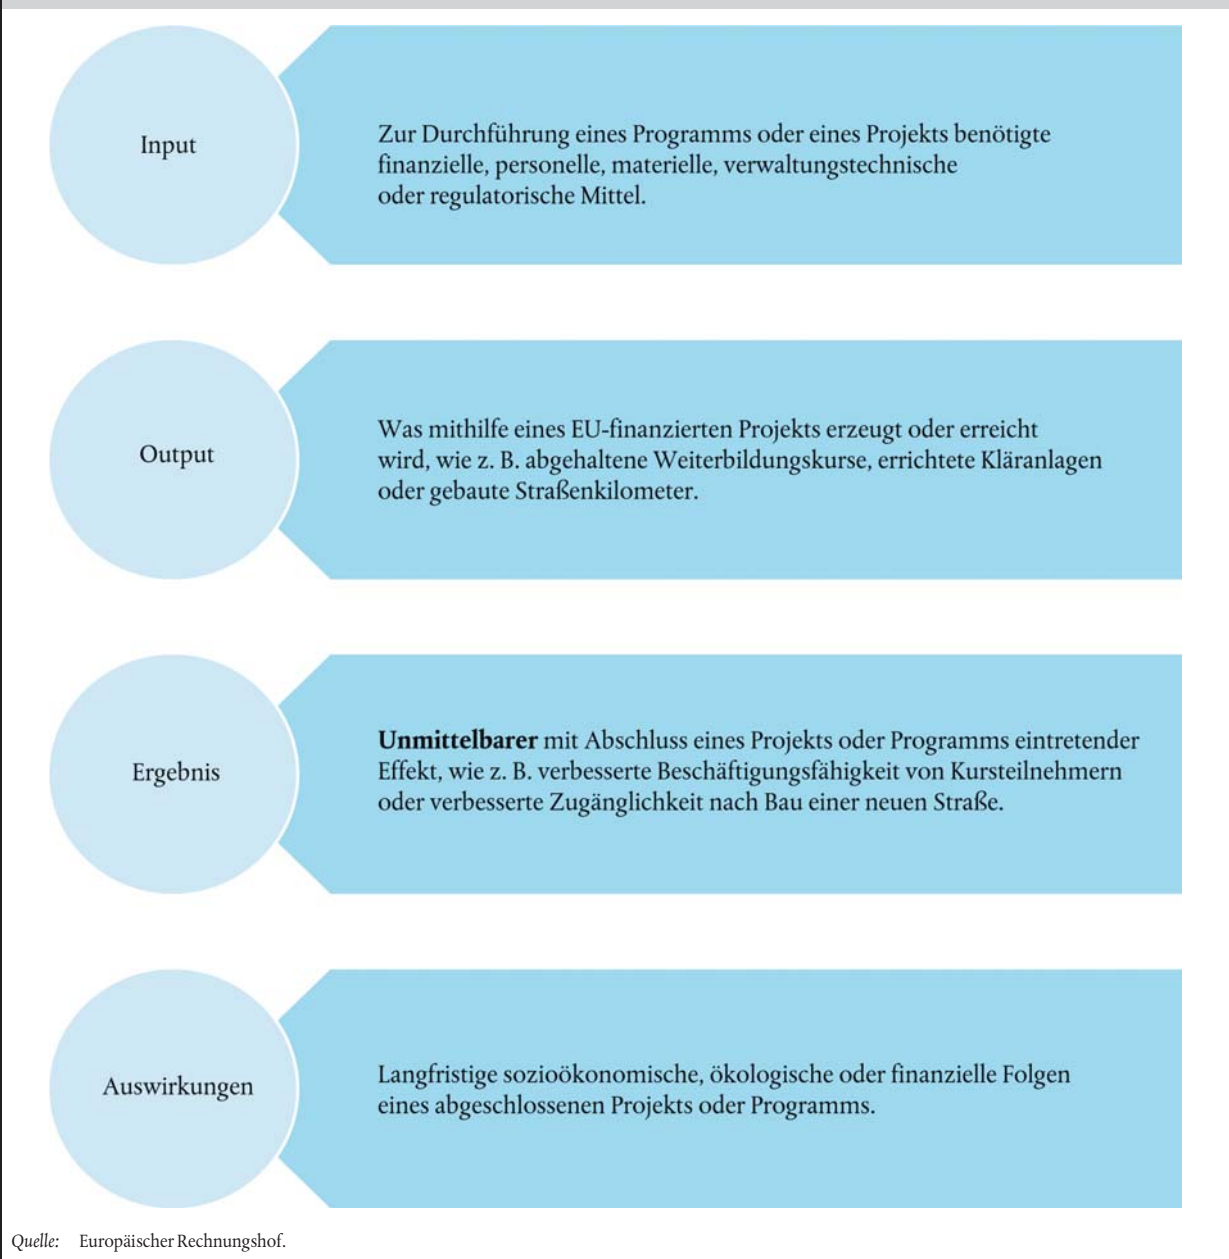 Input
Zur Durchführung eines Programms oder eines Projekts benötigte
finanzielle, personelle, materielle, verwaltungstechnische
oder regulatorische Mittel.
Output
Was mithilfe eines EU-finanzierten Projekts erzeugt oder erreicht
wird, wie z. B. abgehaltene Weiterbildungskurse, errichtete Kläranlagen
oder gebaute Straßenkilometer.
Ergebnis
Unmittelbarer mit Abschluss eines Projekts oder Programms eintretender
Effekt, wie z. B. verbesserte Beschäftigungsfähigkeit von Kursteilnehmern
oder verbesserte Zugänglichkeit nach Bau einer neuen Straße.
Auswirkungen
Langfristige sozioökonomische, ökologische oder finanzielle Folgen
eines abgeschlossenen Projekts oder Programms.
Quelle: Europäischer Rechnungshof.